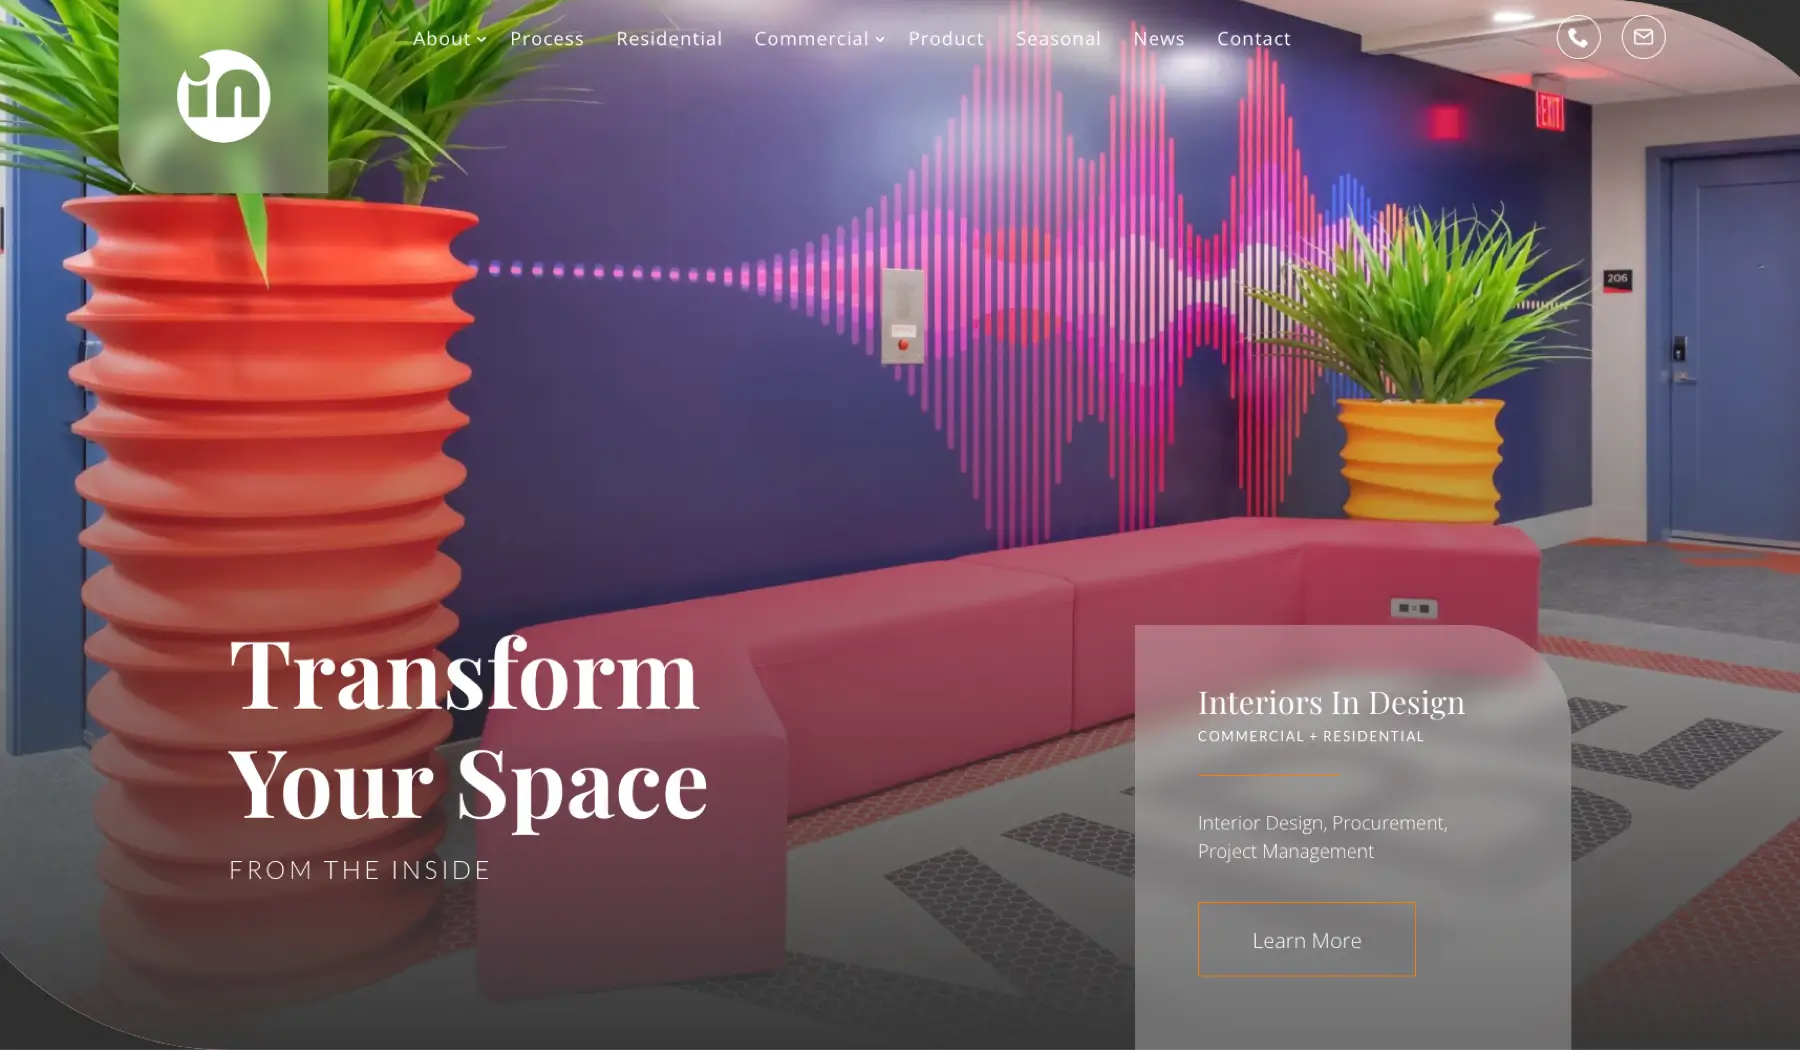 in
About
Process
Residential
Commercial
Product
Seasonal
News
Contact
EXIT
206
Transform
Your Space
FROM THE INSIDE
Interiors In Design
COMMERCIAL + RESIDENTIAL
Interior Design, Procurement,
Project Management
Learn More